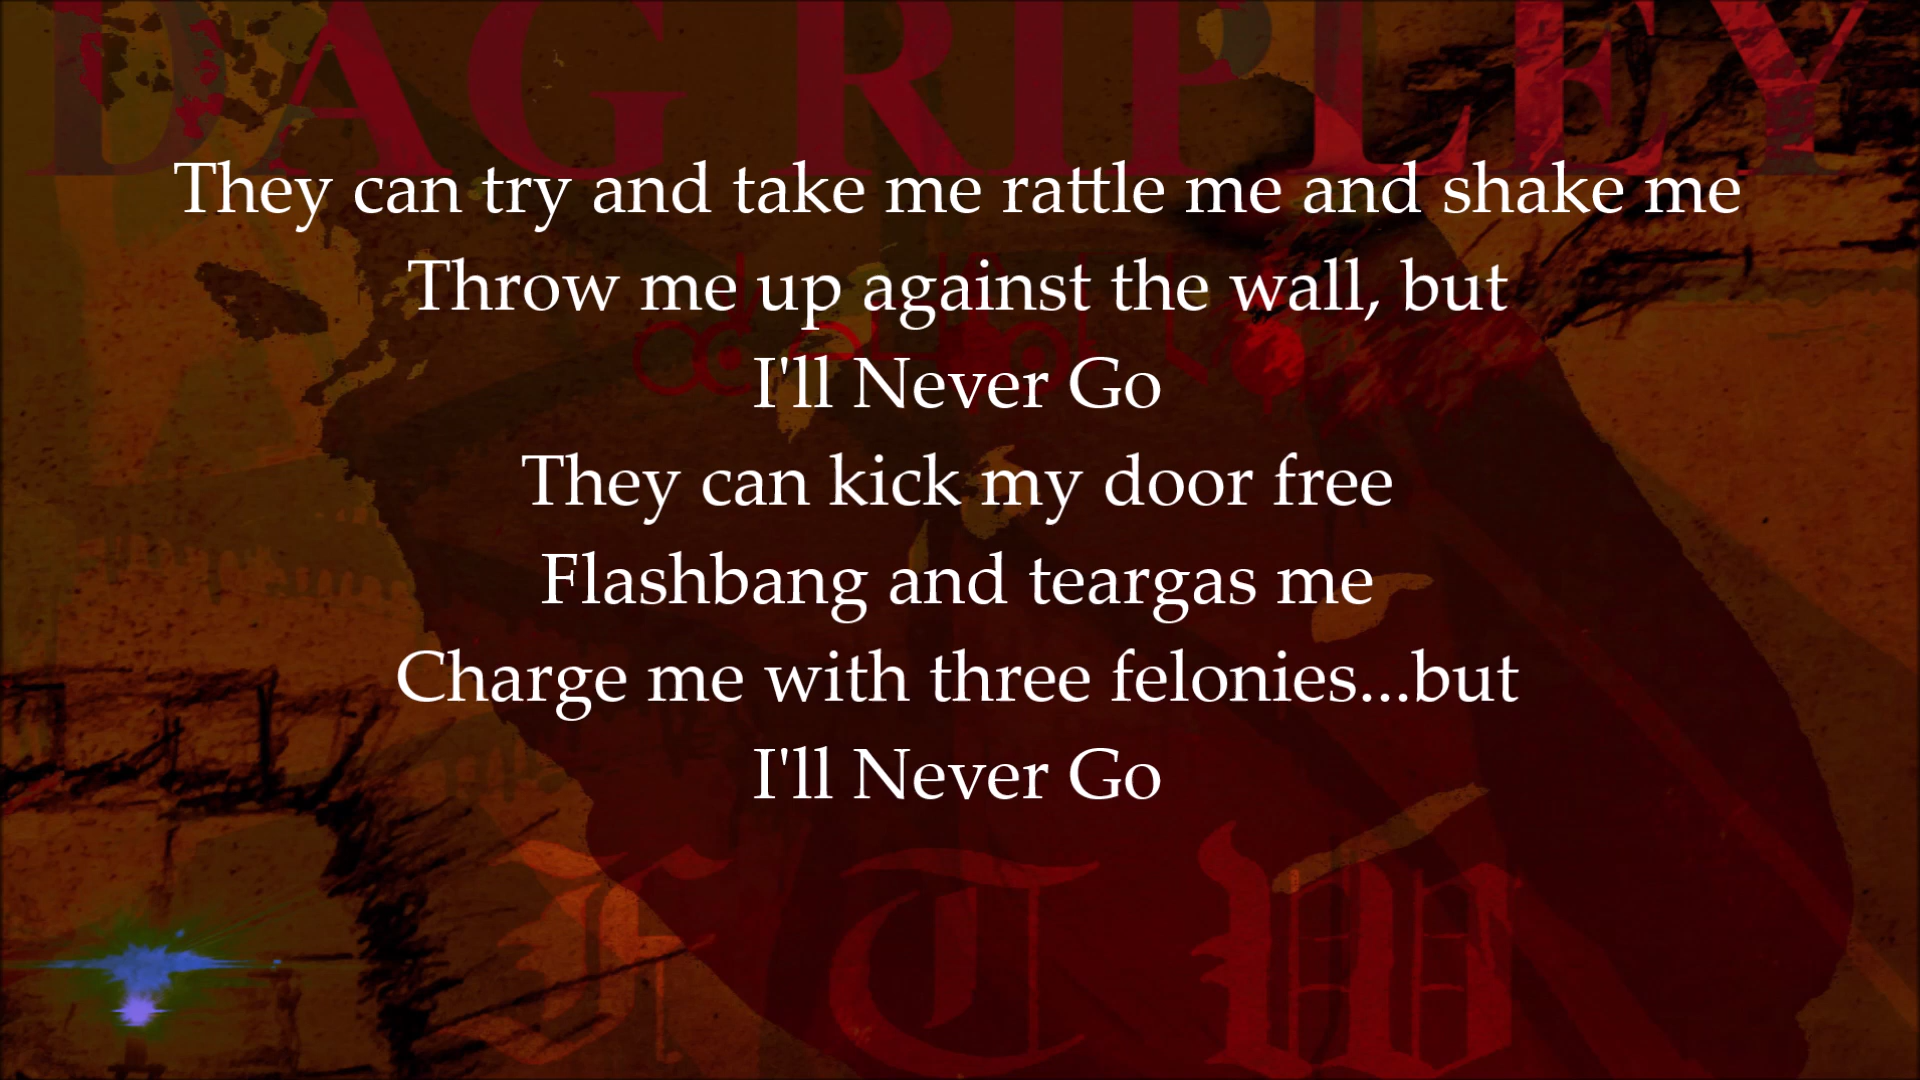 DAG RIPLEY
They can try and take me rattle me and shake me
Throw me up against the wall, but
I'll Never Go
They can kick my door free
Flashbang and teargas me
Charge me with three felonies...but
I'll Never Go
F T W